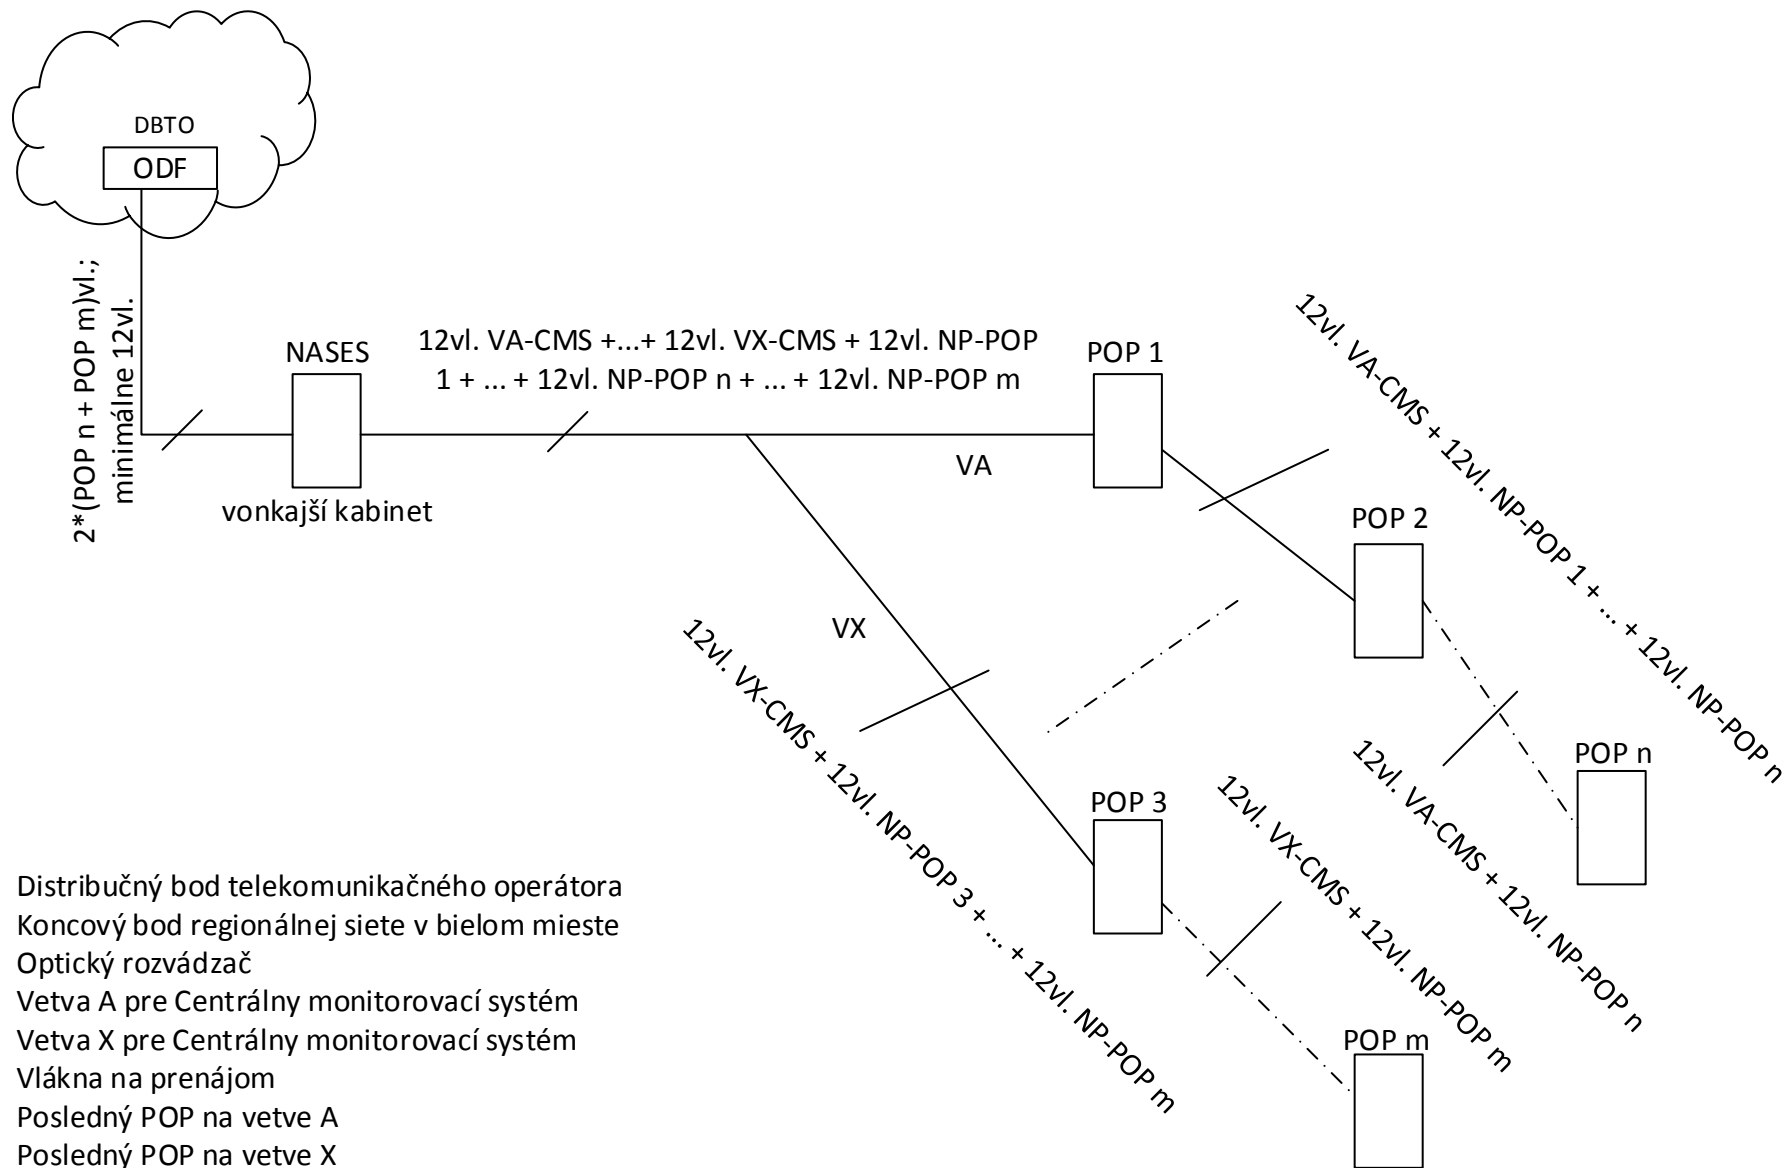 DBTO
ODF
2*(POP n + POP m)vl.;
minimálne 12vl.
NASES
vonkajší kabinet
12vl. VA-CMS +...+ 12vl. VX-CMS + 12vl. NP-POP
1 + ... + 12vl. NP-POP n + ... + 12vl. NP-POP m
POP 1
VA
12vl. VA-CMS + 12vl. NP-POP 1 + ... + 12vl. NP-POP n
POP 2
VX
12vl. VX-CMS + 12vl. NP-POP 3 + ... + 12vl. NP-POP m
12vl. VA-CMS + 12vl. NP-POP n
POP n
POP 3
12vl. VX-CMS + 12vl. NP-POP m
POP m
Distribučný bod telekomunikačného operátora
Koncový bod regionálnej siete v bielom mieste
Optický rozvádzač
Vetva A pre Centrálny monitorovací systém
Vetva X pre Centrálny monitorovací systém
Vlákna na prenájom
Posledný POP na vetve A
Posledný POP na vetve X